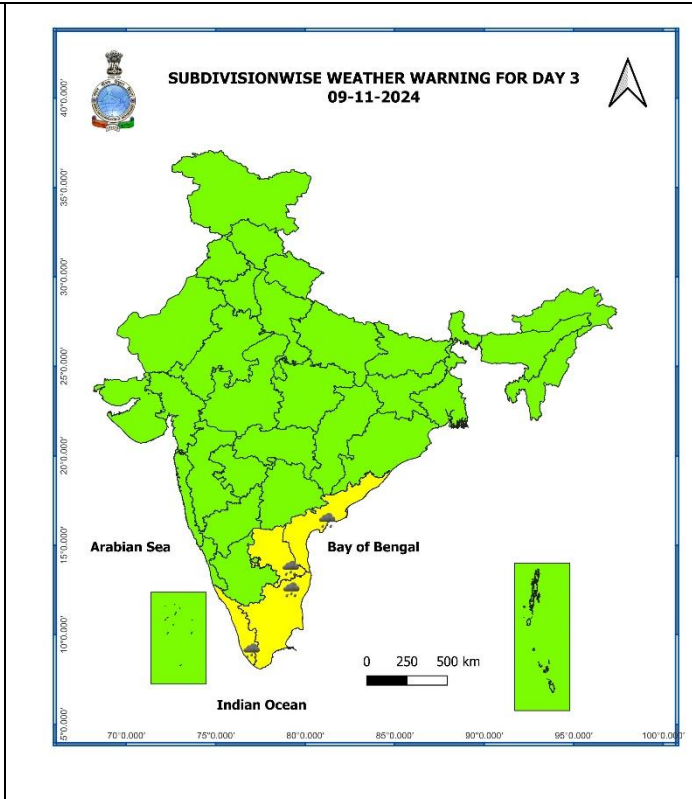 SUBDIVISIONWISE WEATHER WARNING FOR DAY 3
09-11-2024
40°0.000'
35°0.000'
30°0.000'
25°0.000'
20°0.000'
15°0.000'
10°0.000'
5°0.000'
Arabian Sea
Bay of Bengal
0 250 500 km
Indian Ocean
70°0.000' 75°0.000' 80°0.000' 85°0.000' 90°0.000' 95°0.000' 100°0.000'